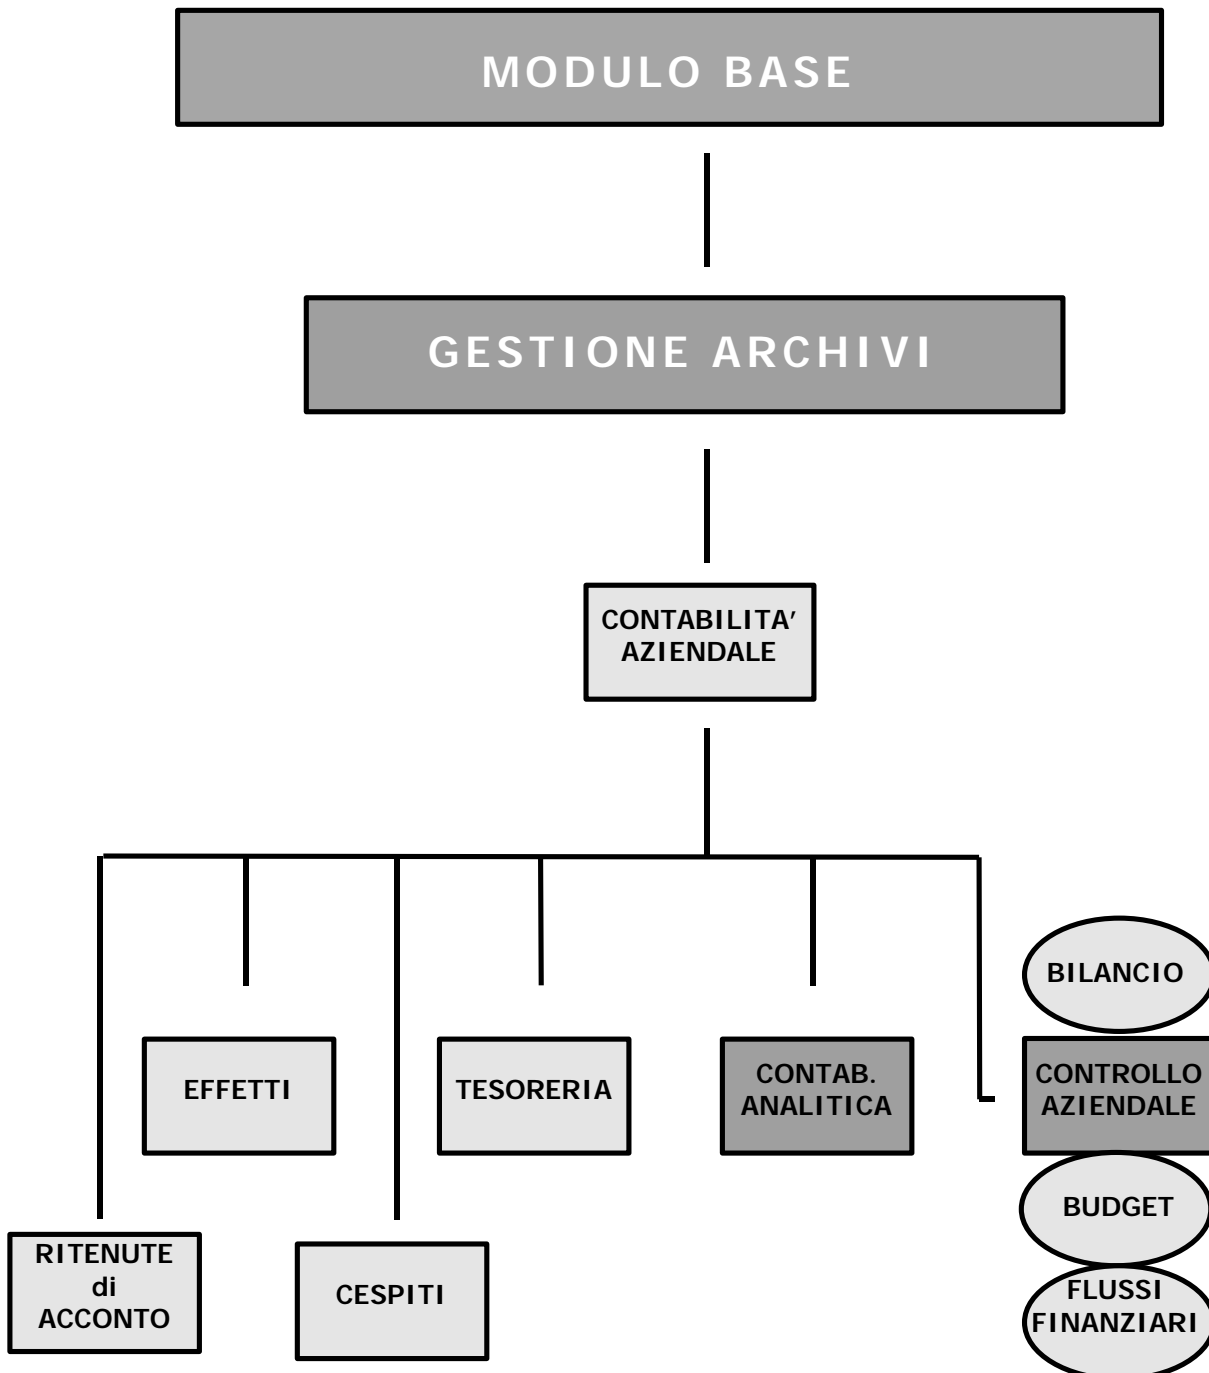 MODULO BASE
GESTIONE ARCHIVI
CONTABILITA’
AZIENDALE
BILANCIO
EFFETTI
TESORERIA
CONTAB.
ANALITICA
CONTROLLO
AZIENDALE
BUDGET
RITENUTE
di
ACCONTO
CESPITI
FLUSSI
FINANZIARI